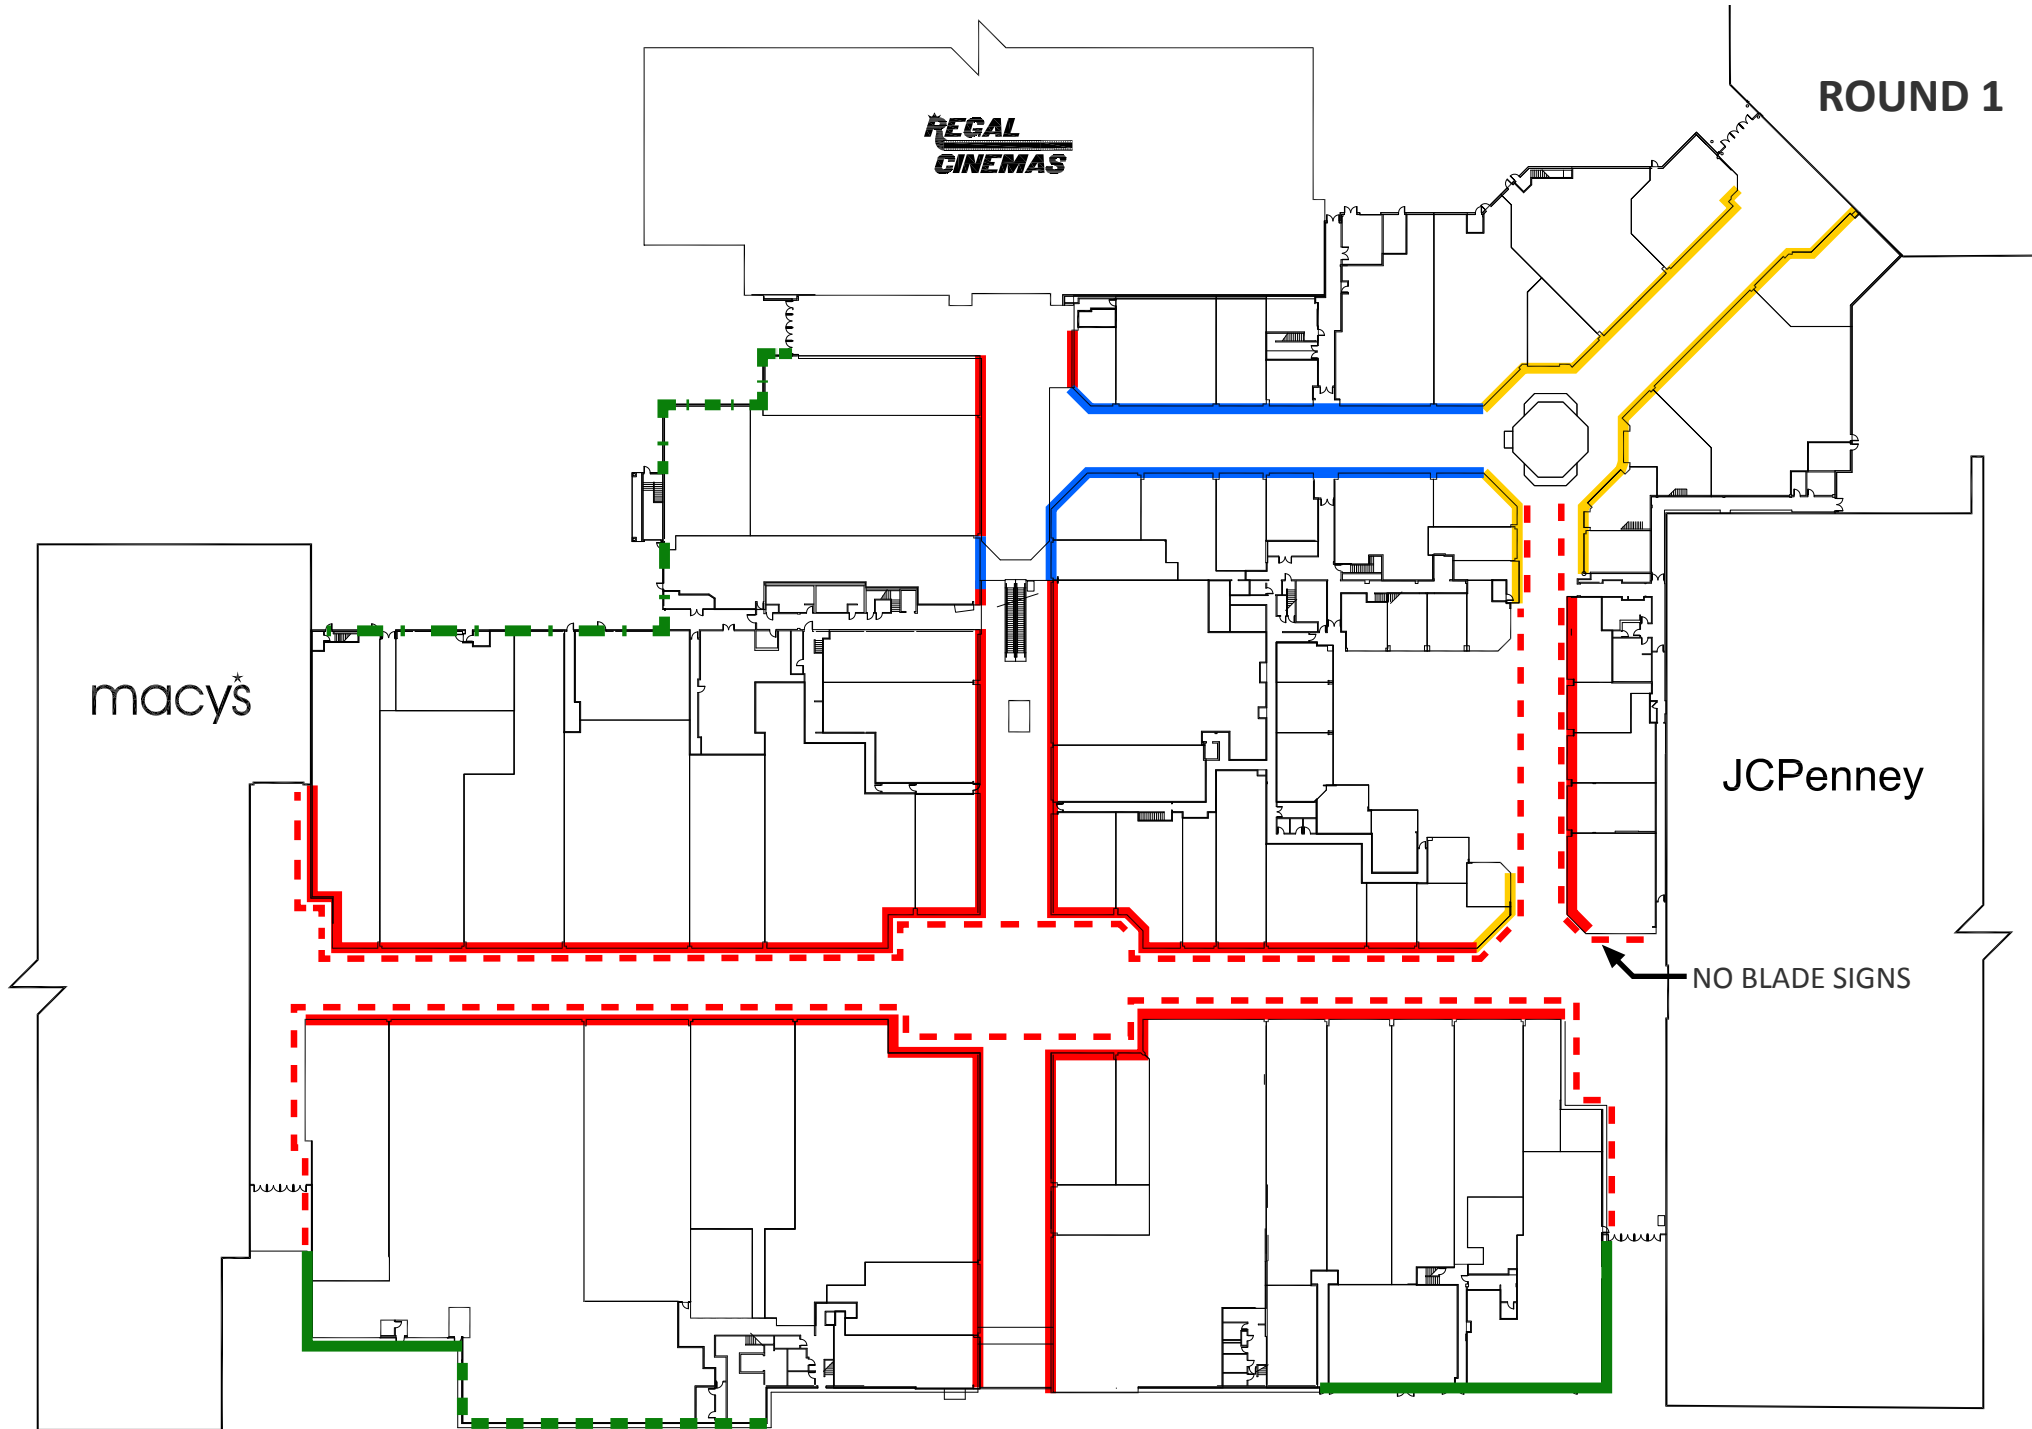 ROUND 1
REGAL
CINEMAS
macy's
JCPenney
NO BLADE SIGNS